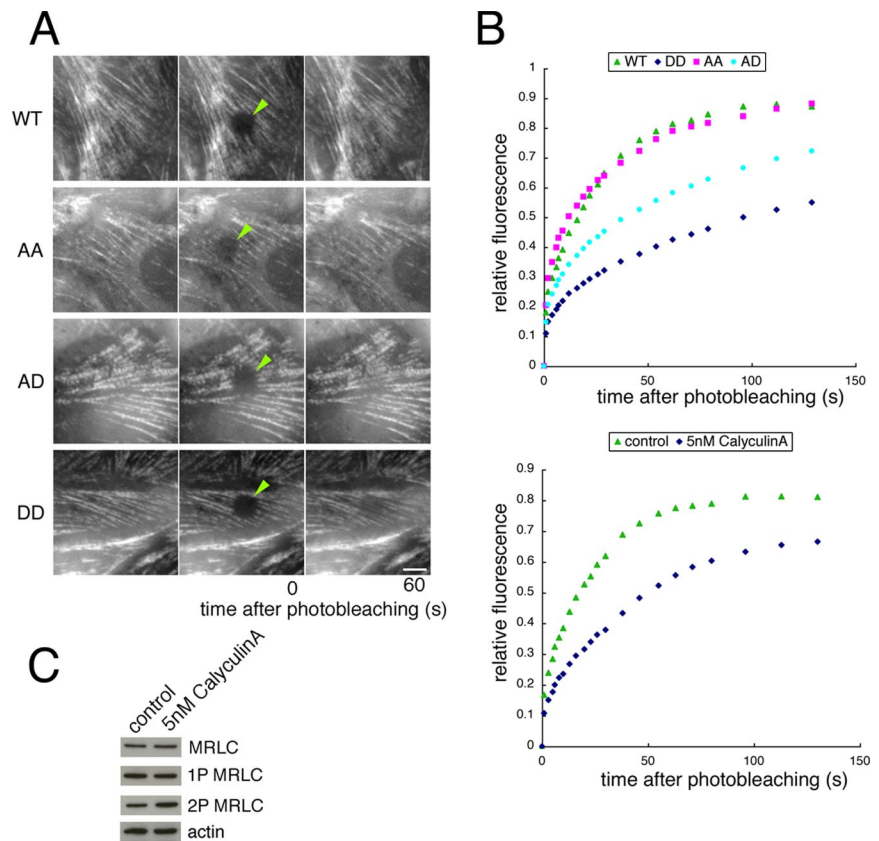 A
WT
AA
AD
DD
0
60
time after photobleaching (s)
B
WT DD AA AD
1
0.9
0.8
0.7
0.6
0.5
0.4
0.3
0.2
0.1
0
0 50 100 150
relative fluorescence
time after photobleaching (s)
control 5nM CalyculinA
0.9
0.8
0.7
0.6
0.5
0.4
0.3
0.2
0.1
0
0 50 100 150
relative fluorescence
time after photobleaching (s)
C
control
5nM CalyculinA
MRLC
1P MRLC
2P MRLC
actin